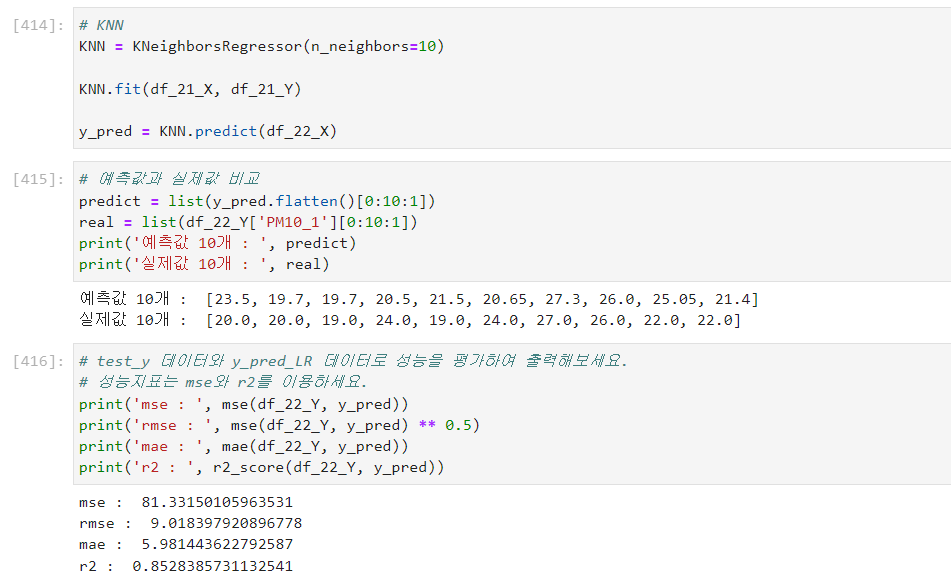 [414]:
# KNN
KNN = KNeighborsRegressor(n_neighbors=10)
KNN.fit(df_21_X, df_21_Y)
y_pred = KNN.predict(df_22_X)
[415]:
# 예측값과 실제값 비교
predict = list(y_pred.flatten()[0:10:1])
real = list(df_22_Y['PM10_1'][0:10:1])
print('예측값 10개 : ', predict)
print('실제값 10개 : ', real)
예측값 10개 :  [23.5, 19.7, 19.7, 20.5, 21.5, 20.65, 27.3, 26.0, 25.05, 21.4]
실제값 10개 :  [20.0, 20.0, 19.0, 24.0, 19.0, 24.0, 27.0, 26.0, 22.0, 22.0]
[416]:
# test_y 데이터와 y_pred_LR 데이터로 성능을 평가하여 출력해보세요.
# 성능지표는 mse와 r2를 이용하세요.
print('mse : ', mse(df_22_Y, y_pred))
print('rmse : ', mse(df_22_Y, y_pred) ** 0.5)
print('mae : ', mae(df_22_Y, y_pred))
print('r2 : ', r2_score(df_22_Y, y_pred))
mse :  81.33150105963531
rmse :  9.018397920896778
mae :  5.981443622792587
r2 :  0.8528385731132541